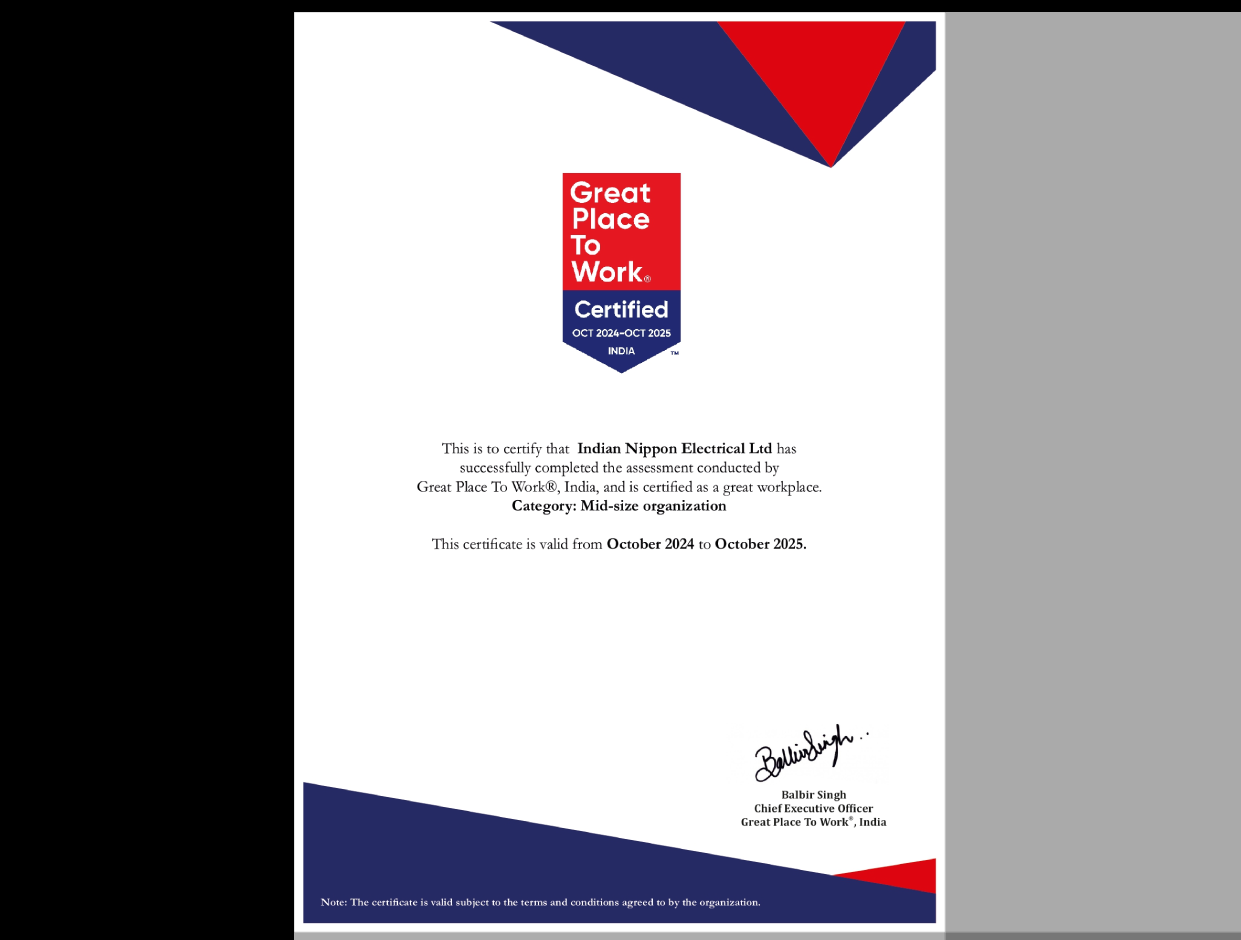 Great
Place
To
Work®
Certified
OCT 2024–OCT 2025
INDIA
™
This is to certify that Indian Nippon Electrical Ltd has
successfully completed the assessment conducted by
Great Place To Work®, India, and is certified as a great workplace.
Category: Mid-size organization
This certificate is valid from October 2024 to October 2025.
Balbir Singh
Balbir Singh
Chief Executive Officer
Great Place To Work®, India
Note: The certificate is valid subject to the terms and conditions agreed to by the organization.